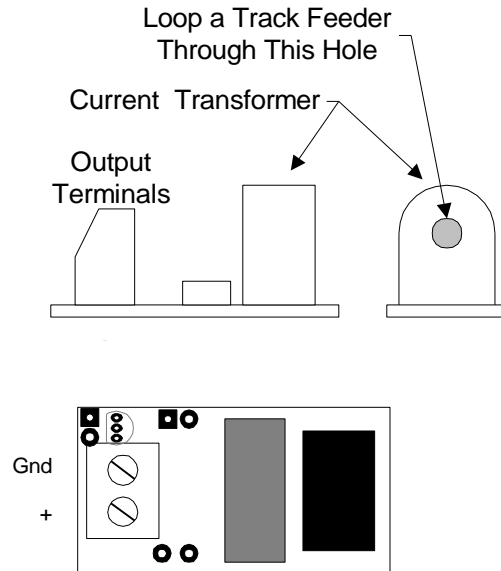 Loop a Track Feeder
Through This Hole
Current Transformer
Output
Terminals
Gnd
+